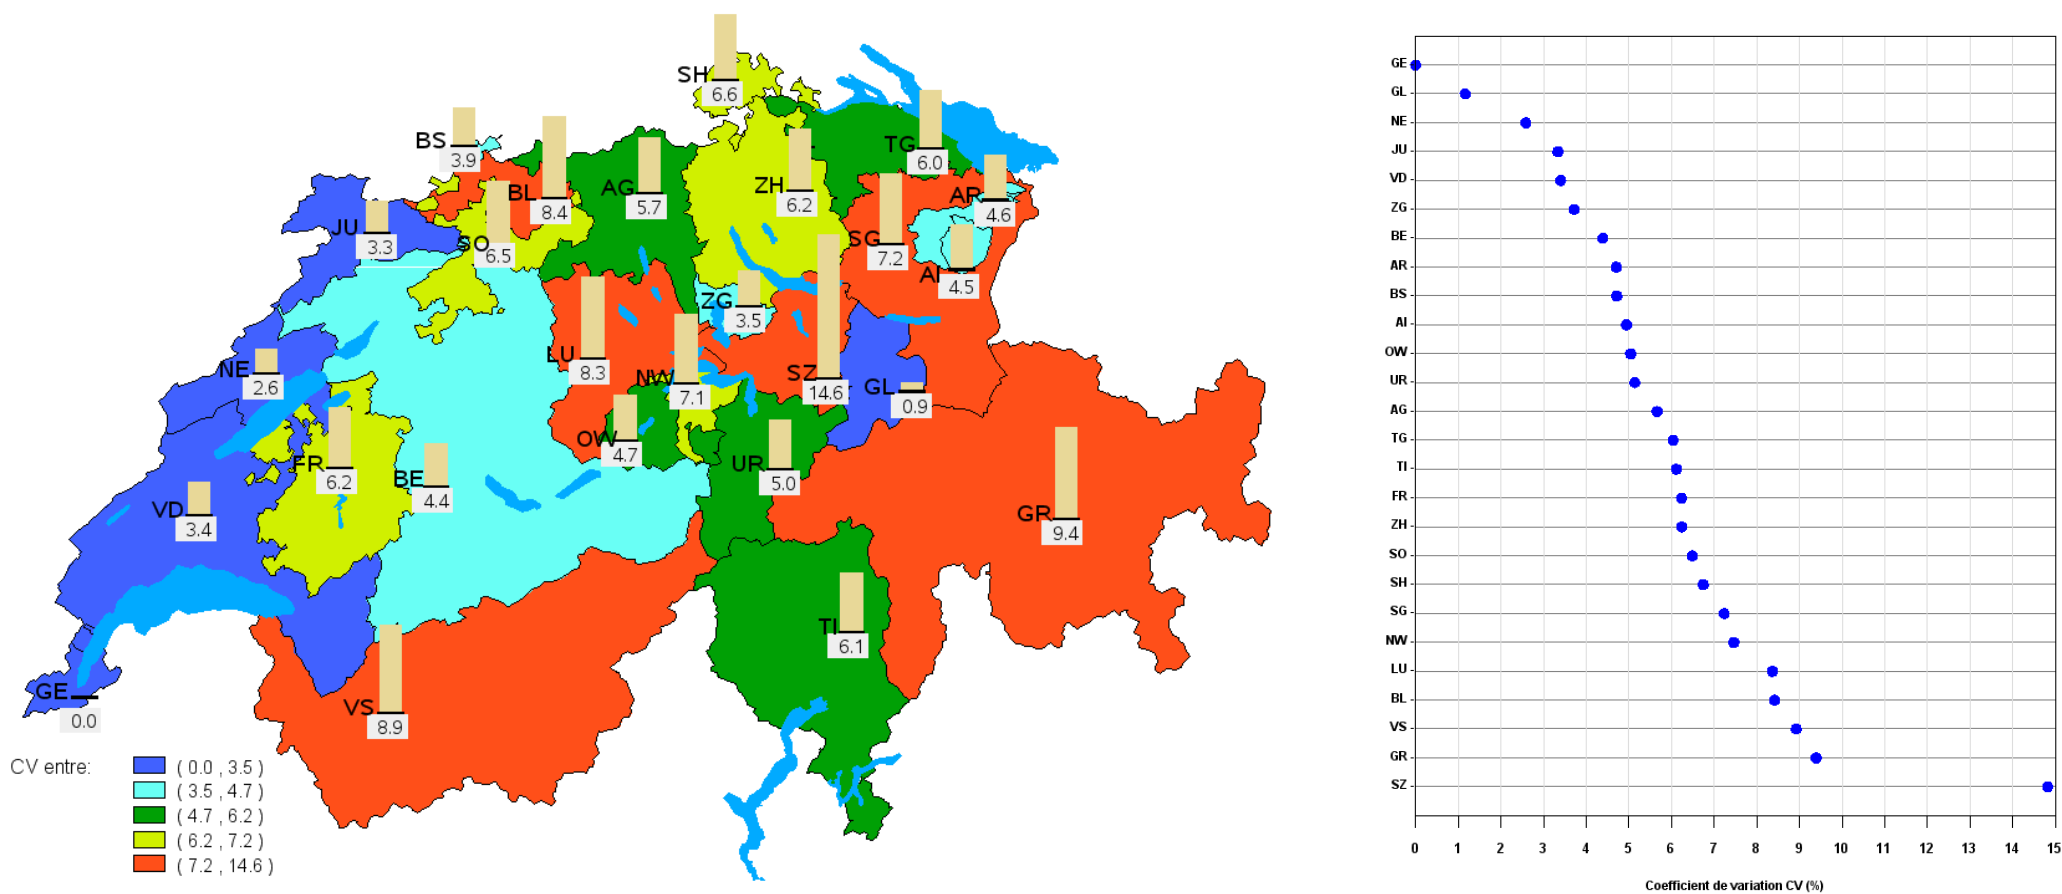 SH
6.6
BS
3.9
BL
8.4
AG
5.7
ZH
6.2
TG
6.0
AR
4.6
JU
3.3
SO
6.5
SG
7.2
AI
4.5
ZG
3.5
NE
2.6
LU
8.3
NW
7.1
SZ
14.6
GL
0.9
FR
6.2
BE
4.4
OW
4.7
UR
5.0
VD
3.4
GR
9.4
TI
6.1
GE
0.0
VS
8.9
CV entre:
( 0.0 , 3.5 )
( 3.5 , 4.7 )
( 4.7 , 6.2 )
( 6.2 , 7.2 )
( 7.2 , 14.6 )
GE
GL
NE
JU
VD
ZG
BE
AR
BS
AI
OW
UR
AG
TG
TI
FR
ZH
SO
SH
SG
NW
LU
BL
VS
GR
SZ
0 1 2 3 4 5 6 7 8 9 10 11 12 13 14 15
Coefficient de variation CV (%)